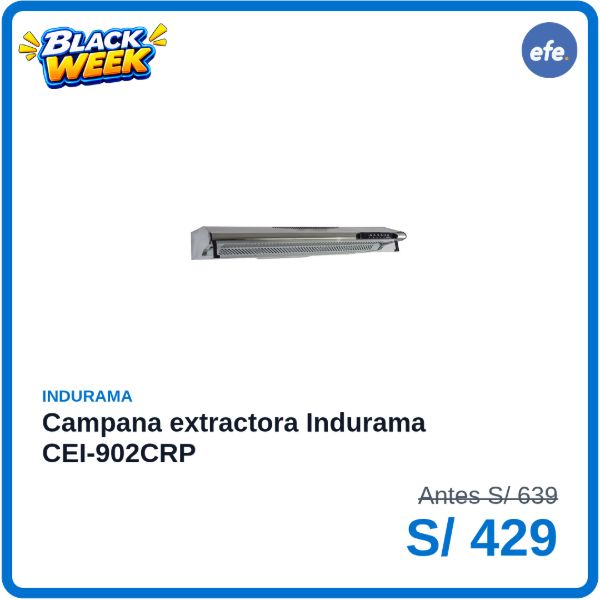 BLACK
WEEK
efe.
INDURAMA
Campana extractora Indurama
CEI-902CRP
Antes S/ 639
S/ 429